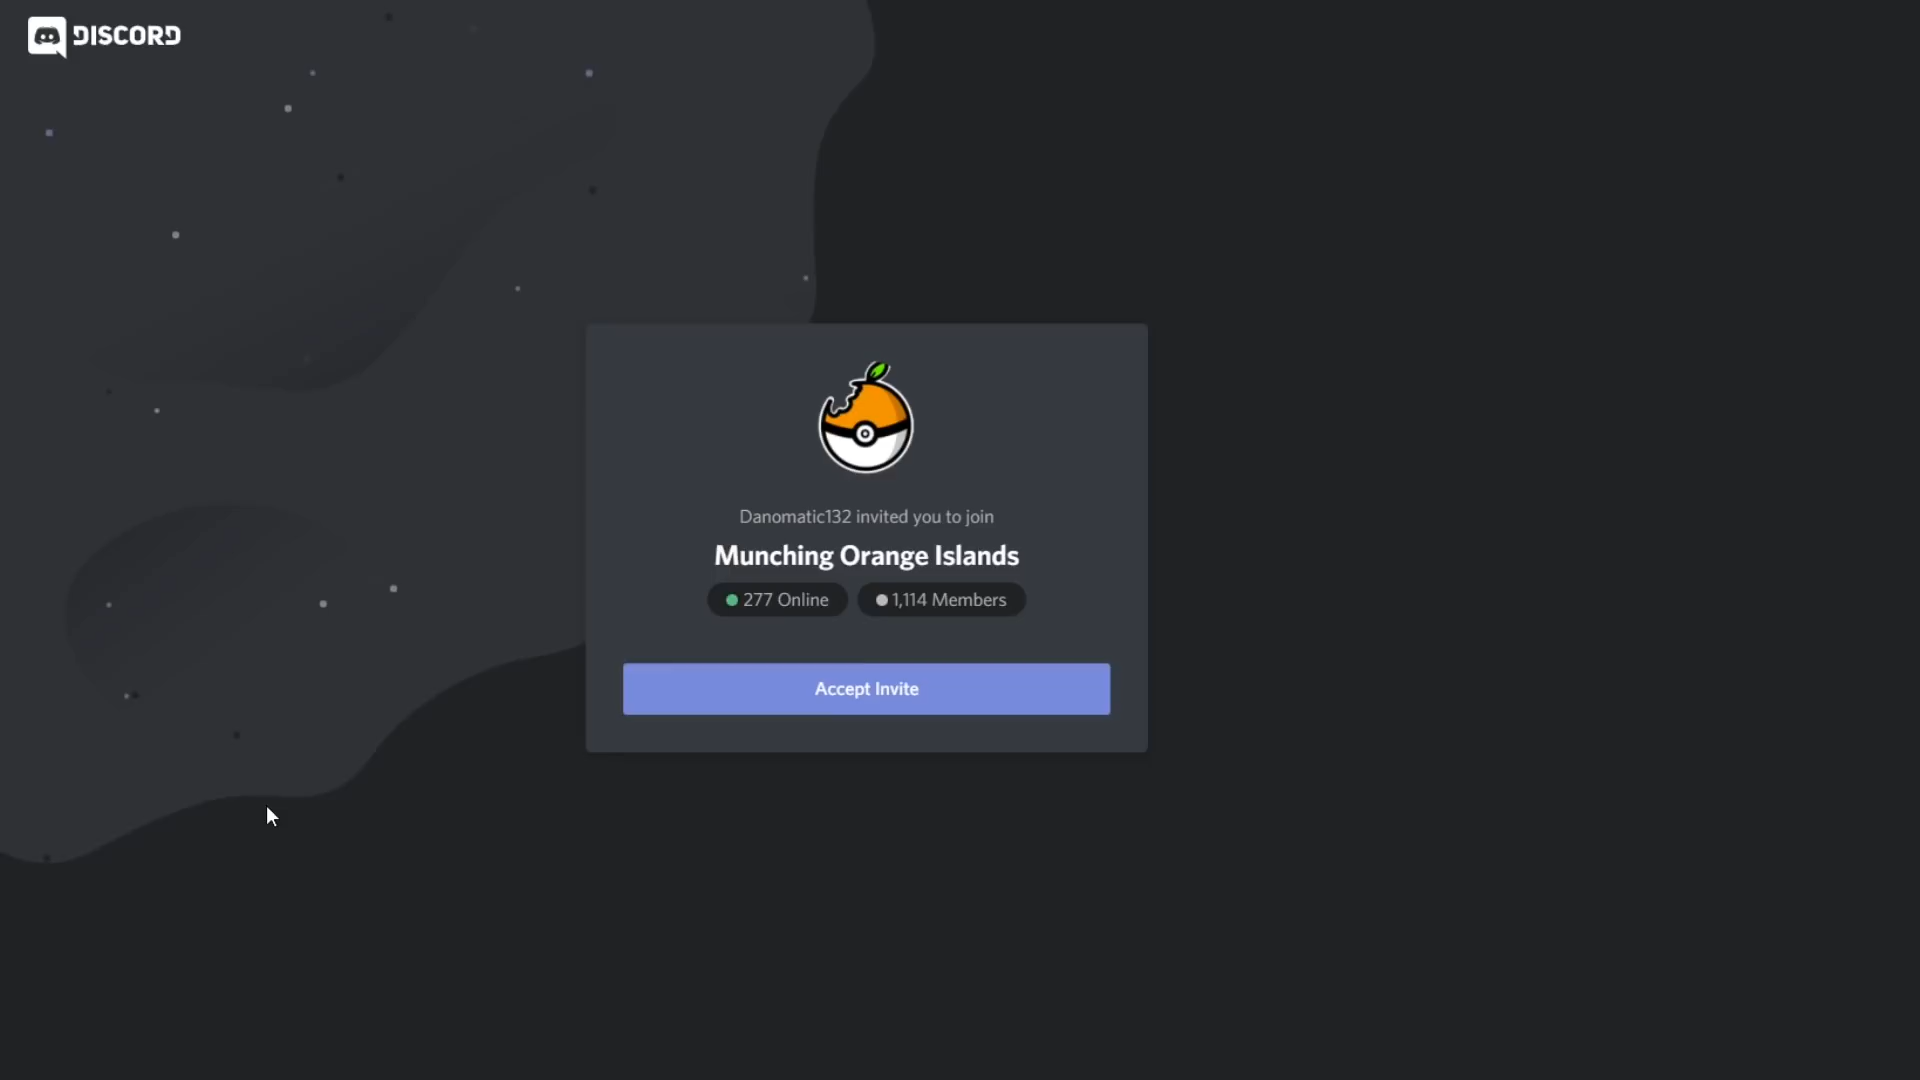 DISCORD
Danomatic132 invited you to join
Munching Orange Islands
277 Online
1,114 Members
Accept Invite